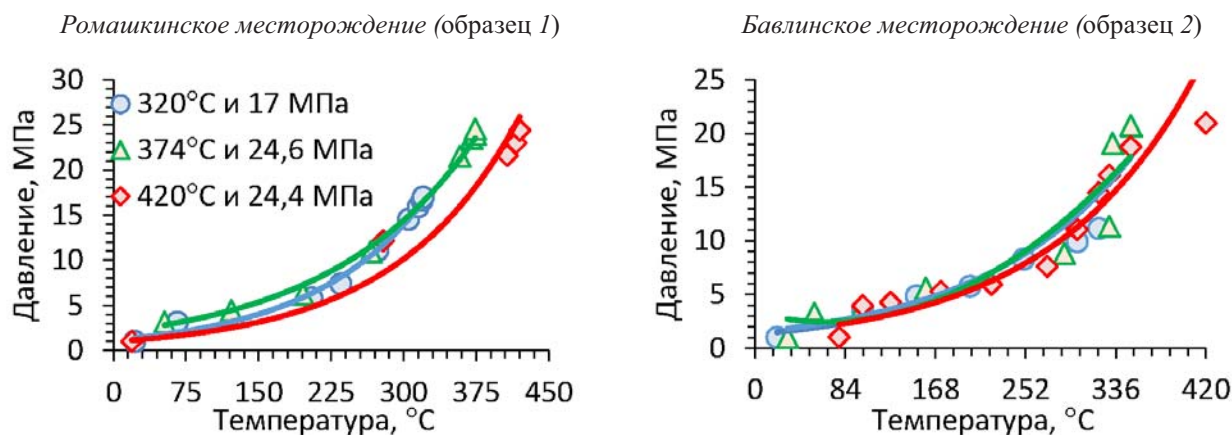 Ромашкинское месторождение (образец 1)
Давление, МПа
30
25
20
15
10
5
0
320°C и 17 МПа
374°C и 24,6 МПа
420°C и 24,4 МПа
0 75 150 225 300 375 450
Температура, °C
Бавлинское месторождение (образец 2)
Давление, МПа
25
20
15
10
5
0
0 84 168 252 336 420
Температура, °C